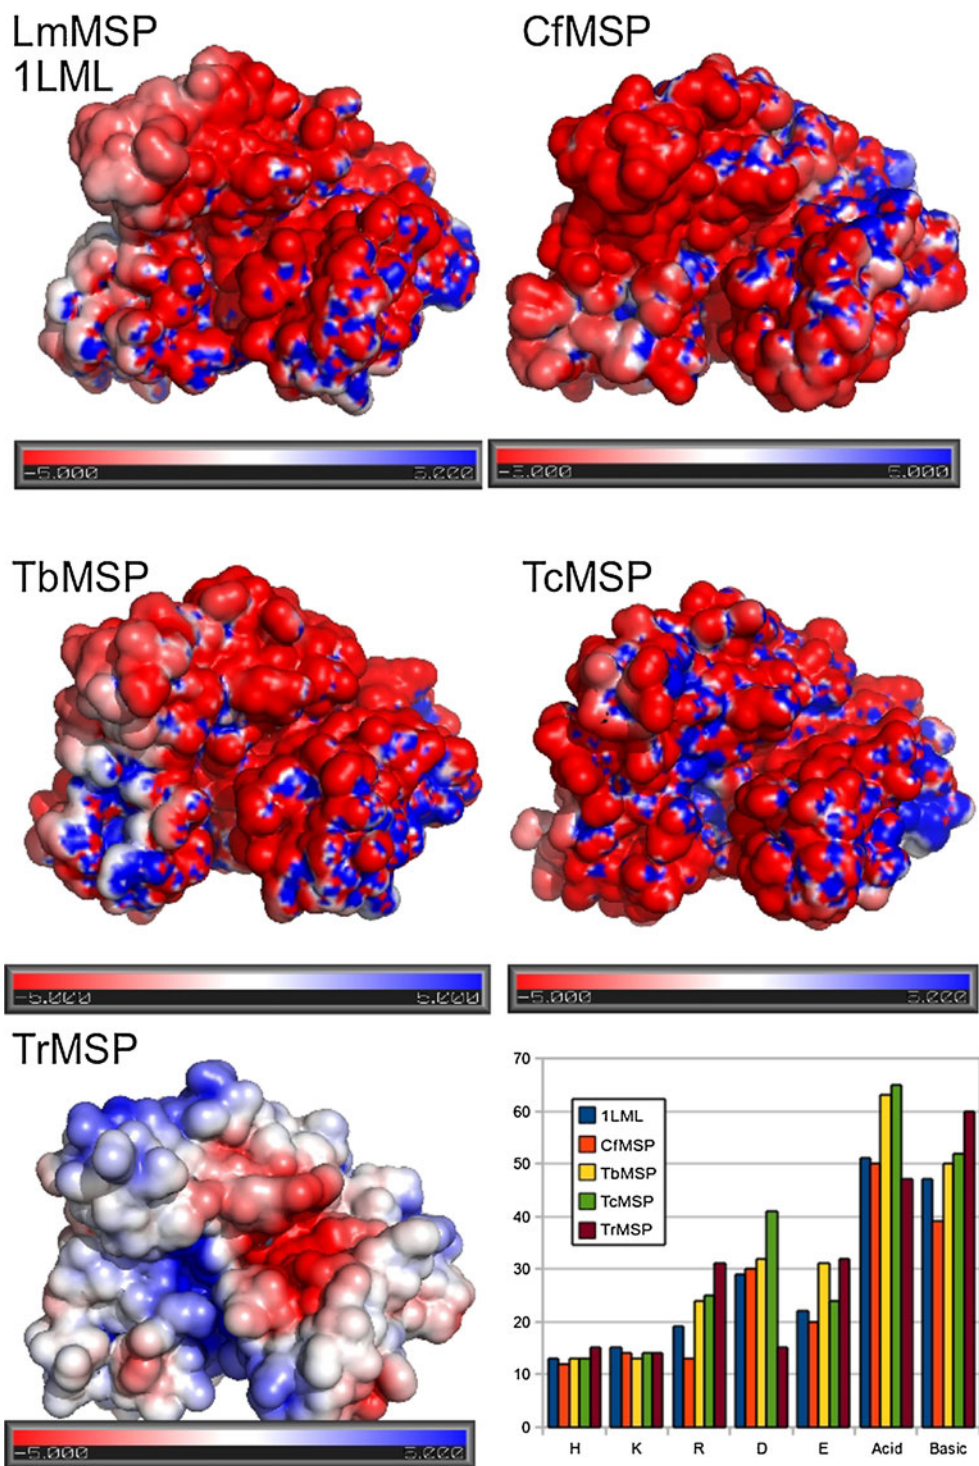 LmMSP
1LML
CfMSP
-5.000
5.000
-5.000
5.000
TbMSP
TcMSP
-5.000
5.000
-5.000
5.000
TrMSP
-5.000
5.000
70
60
50
40
30
20
10
0
1LML
CfMSP
TbMSP
TcMSP
TrMSP
H K R D E Acid Basic